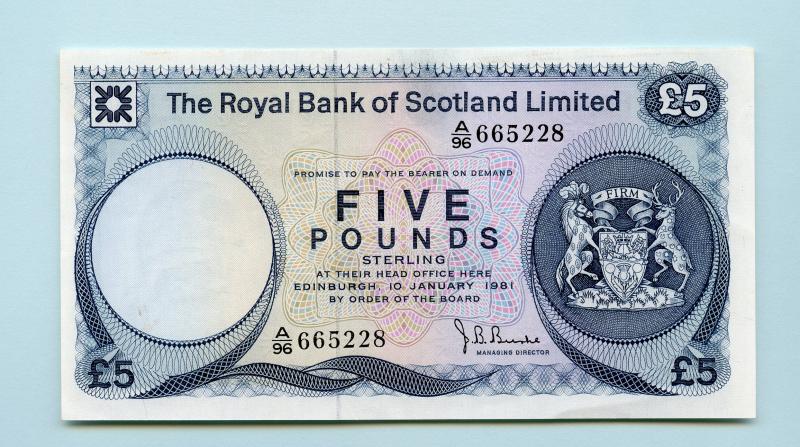 The Royal Bank of Scotland Limited
£5
A/96 665228
PROMISE TO PAY THE BEARER ON DEMAND
FIVE
POUNDS
STERLING
AT THEIR HEAD OFFICE HERE
EDINBURGH, 10 JANUARY 1981
BY ORDER OF THE BOARD
FIRM
A/96 665228
J. B. Burke
MANAGING DIRECTOR
£5
£5